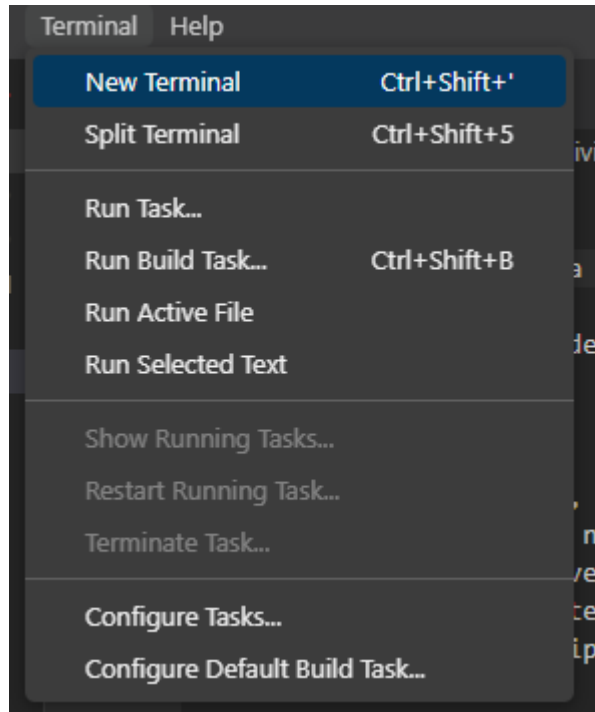 Terminal Help
New Terminal Ctrl+Shift+'
Split Terminal Ctrl+Shift+5
Run Task...
Run Build Task... Ctrl+Shift+B
Run Active File
Run Selected Text
Show Running Tasks...
Restart Running Task...
Terminate Task...
Configure Tasks...
Configure Default Build Task...